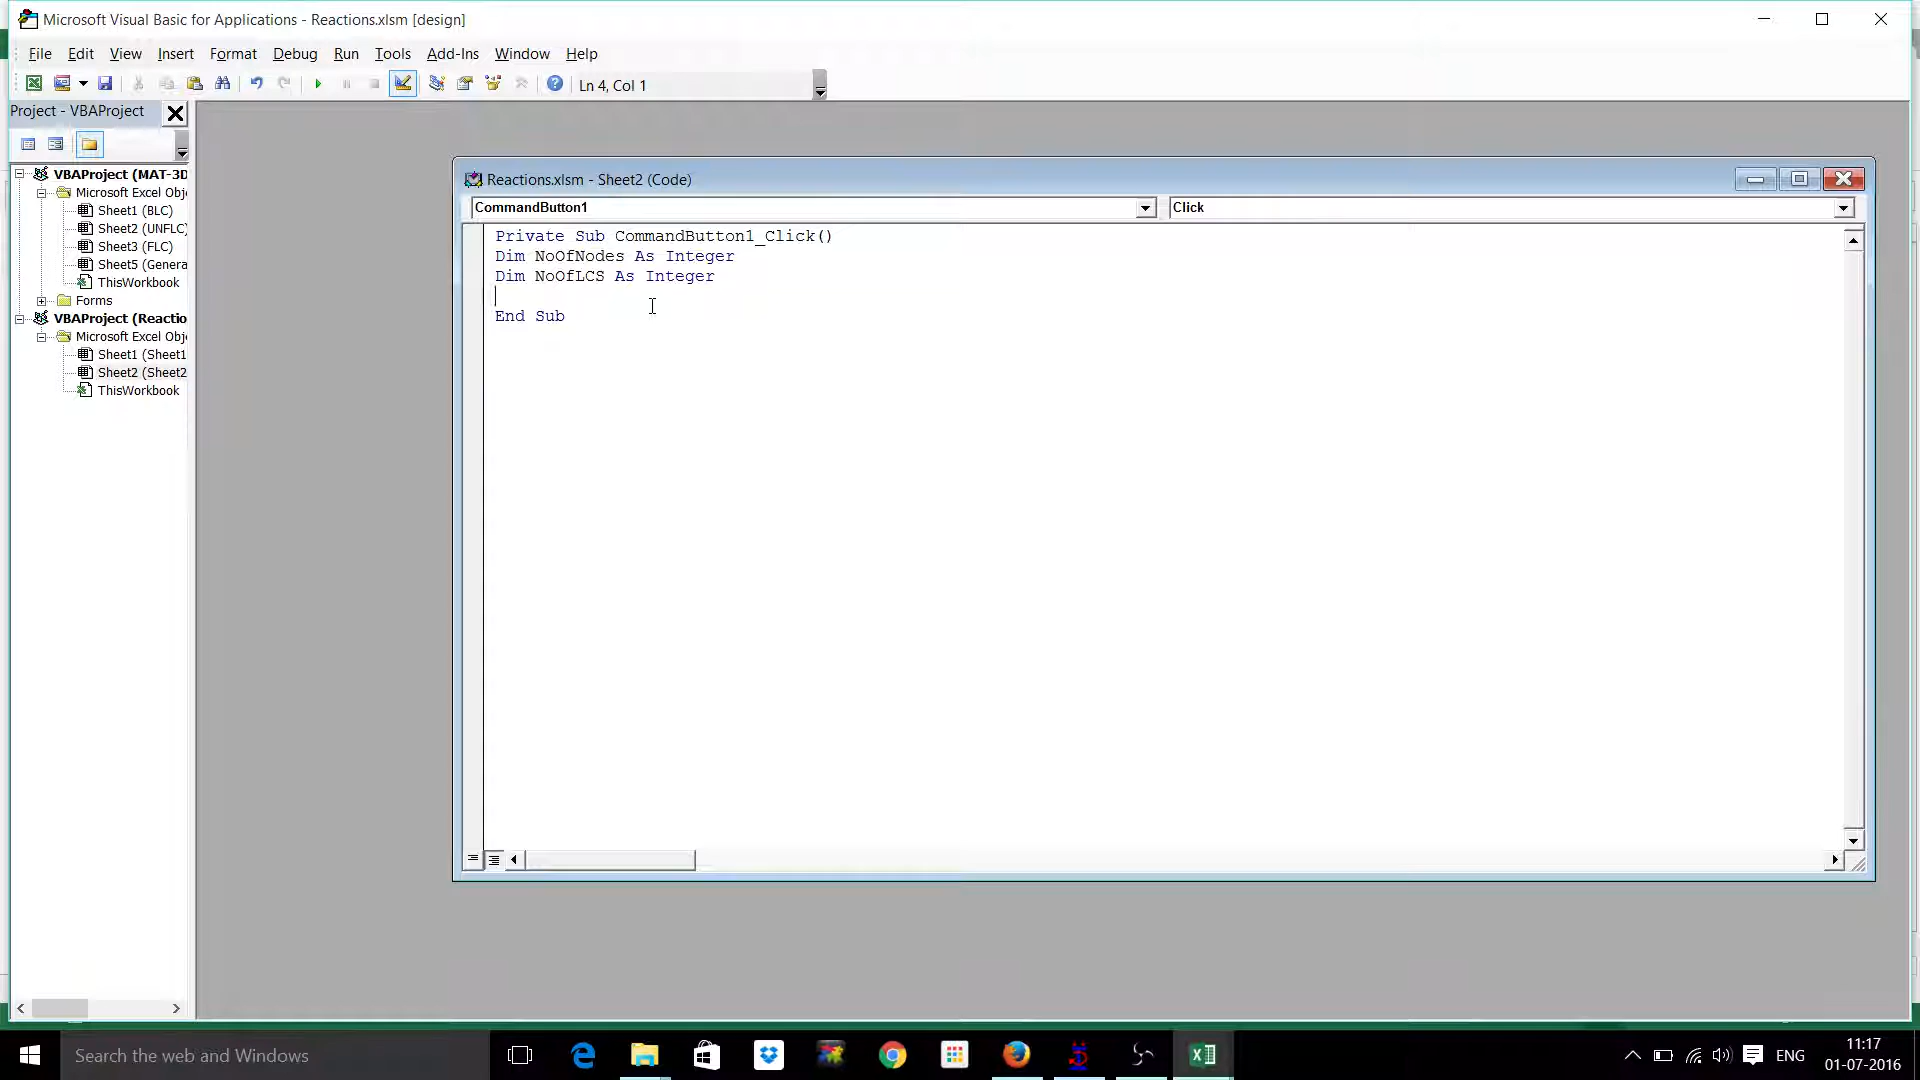 Microsoft Visual Basic for Applications - Reactions.xlsm [design]
File Edit View Insert Format Debug Run Tools Add-Ins Window Help
Ln 4, Col 1
Project - VBAProject
VBAProject (MAT-3D
Microsoft Excel Obj
Sheet1 (BLC)
Sheet2 (UNFLC)
Sheet3 (FLC)
Sheet5 (Genera
ThisWorkbook
Forms
VBAProject (Reactio
Microsoft Excel Obj
Sheet1 (Sheet1
Sheet2 (Sheet2
ThisWorkbook
Reactions.xlsm - Sheet2 (Code)
CommandButton1
Click
Private Sub CommandButton1_Click()
Dim NoOfNodes As Integer
Dim NoOfLCS As Integer
End Sub
Search the web and Windows
ENG
11:17
01-07-2016